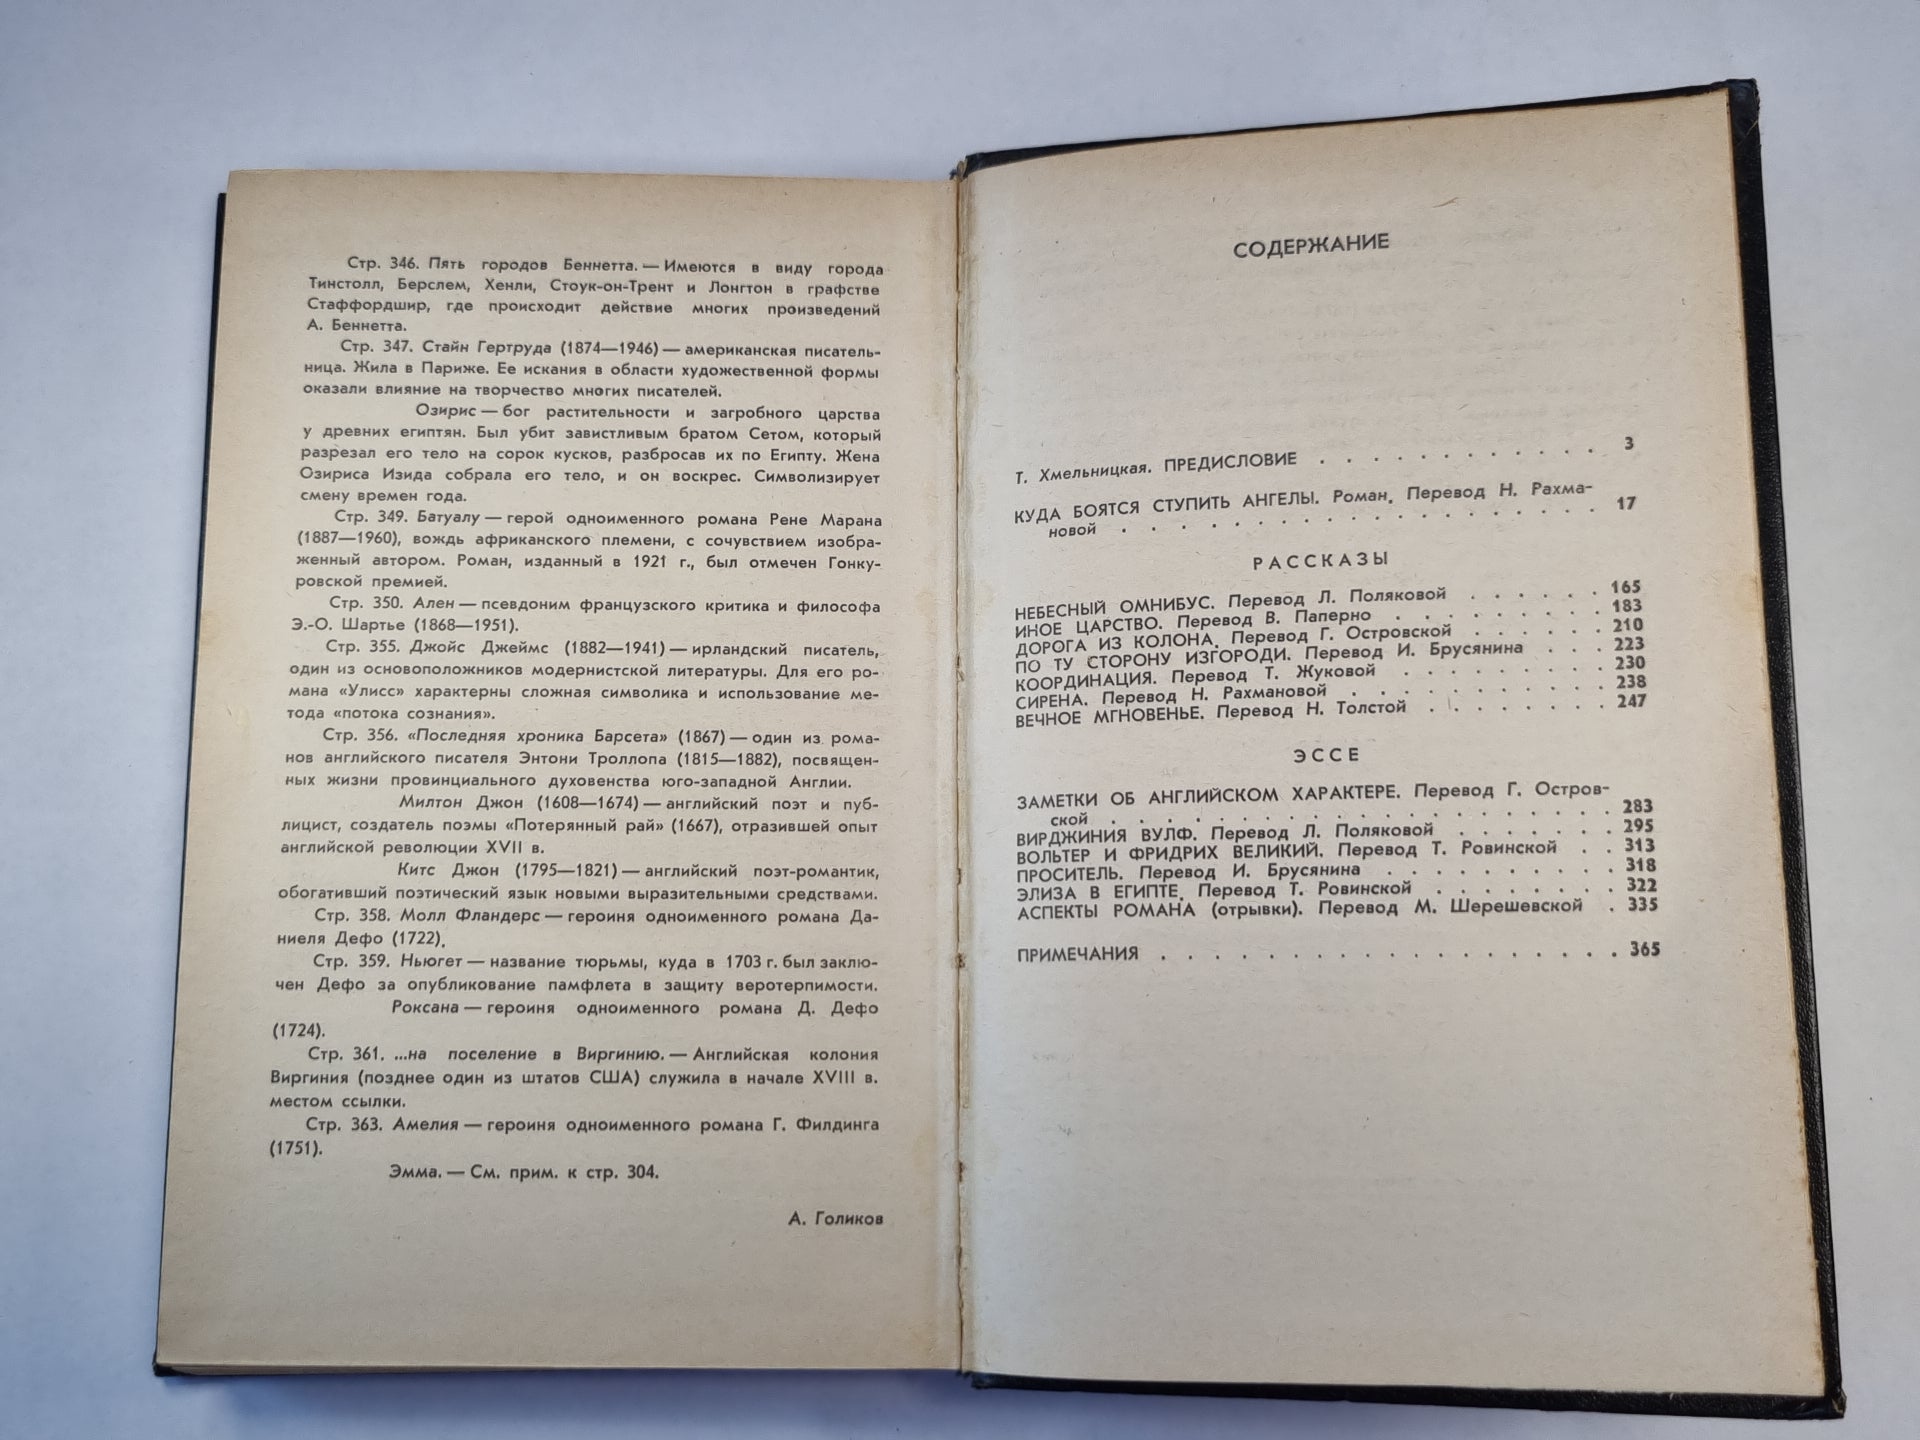 Стр. 346. Пять городов Беннетта. — Имеются в виду города
Тинстолл, Берслем, Хенли, Стоук-он-Трент и Лонгтон в графстве
Стаффордшир, где происходит действие многих произведений
А. Беннетта.
Стр. 347. Стайн Гертруда (1874—1946) — американская писатель-
ница. Жила в Париже. Ее искания в области художественной формы
оказали влияние на творчество многих писателей.
Озирис — бог растительности и загробного царства
у древних египтян. Был убит завистливым братом Сетом, который
разрезал его тело на сорок кусков, разбросав их по Египту. Жена
Озириса Изида собрала его тело, и он воскрес. Символизирует
смену времен года.
Стр. 349. Батуалу — герой одноименного романа Рене Марана
(1887—1960), вождь африканского племени, с сочувствием изобра-
женный автором. Роман, изданный в 1921 г., был отмечен Гонку-
ровской премией.
Стр. 350. Ален — псевдоним французского критика и философа
Э.-О. Шартье (1868—1951).
Стр. 355. Джойс Джеймс (1882—1941) — ирландский писатель,
один из основоположников модернистской литературы. Для его ро-
мана «Улисс» характерны сложная символика и использование ме-
тода «потока сознания».
Стр. 356. «Последняя хроника Барсета» (1867) — один из рома-
нов английского писателя Энтони Троллопа (1815—1882), посвящен-
ных жизни провинциального духовенства юго-западной Англии.
Милтон Джон (1608—1674) — английский поэт и пуб-
лицист, создатель поэмы «Потерянный рай» (1667), отразившей опыт
английской революции XVII в.
Китс Джон (1795—1821) — английский поэт-романтик,
обогативший поэтический язык новыми выразительными средствами.
Стр. 358. Молл Фландерс — героиня одноименного романа Да-
ниеля Дефо (1722).
Стр. 359. Ньюгет — название тюрьмы, куда в 1703 г. был заклю-
чен Дефо за опубликование памфлета в защиту веротерпимости.
Роксана — героиня одноименного романа Д. Дефо
(1724).
Стр. 361. ...на поселение в Виргинию. — Английская колония
Виргиния (позднее один из штатов США) служила в начале XVIII в.
местом ссылки.
Стр. 363. Амелия — героиня одноименного романа Г. Филдинга
(1751).
Эмма. — См. прим. к стр. 304.
А. Голиков
СОДЕРЖАНИЕ
Т. Хмельницкая. ПРЕДИСЛОВИЕ . . . . . . . . . . . 3
КУДА БОЯТСЯ СТУПИТЬ АНГЕЛЫ. Роман. Перевод Н. Рахма-
новой . . . . . . . . . . . . . . . . . 17
РАССКАЗЫ
НЕБЕСНЫЙ ОМНИБУС. Перевод Л. Поляковой . . . . . . 165
ИНОЕ ЦАРСТВО. Перевод В. Паперно . . . . . . . . 183
ДОРОГА ИЗ КОЛОНА. Перевод Г. Островской . . . . . . 210
ПО ТУ СТОРОНУ ИЗГОРОДИ. Перевод И. Брусянина . . . 223
КООРДИНАЦИЯ. Перевод Т. Жуковой . . . . . . . . 230
СИРЕНА. Перевод Н. Рахмановой . . . . . . . . . . 238
ВЕЧНОЕ МГНОВЕНЬЕ. Перевод Н. Толстой . . . . . . . 247
ЭССЕ
ЗАМЕТКИ ОБ АНГЛИЙСКОМ ХАРАКТЕРЕ. Перевод Г. Остров-
ской . . . . . . . . . . . . . . . . . 283
ВИРДЖИНИЯ ВУЛФ. Перевод Л. Поляковой . . . . . . . 295
ВОЛЬТЕР И ФРИДРИХ ВЕЛИКИЙ. Перевод Т. Ровинской . . 313
ПРОСИТЕЛЬ. Перевод И. Брусянина . . . . . . . . . 318
ЭЛИЗА В ЕГИПТЕ. Перевод Т. Ровинской . . . . . . . 322
АСПЕКТЫ РОМАНА (отрывки). Перевод М. Шерешевской . 335
ПРИМЕЧАНИЯ . . . . . . . . . . . . . . . . . 365